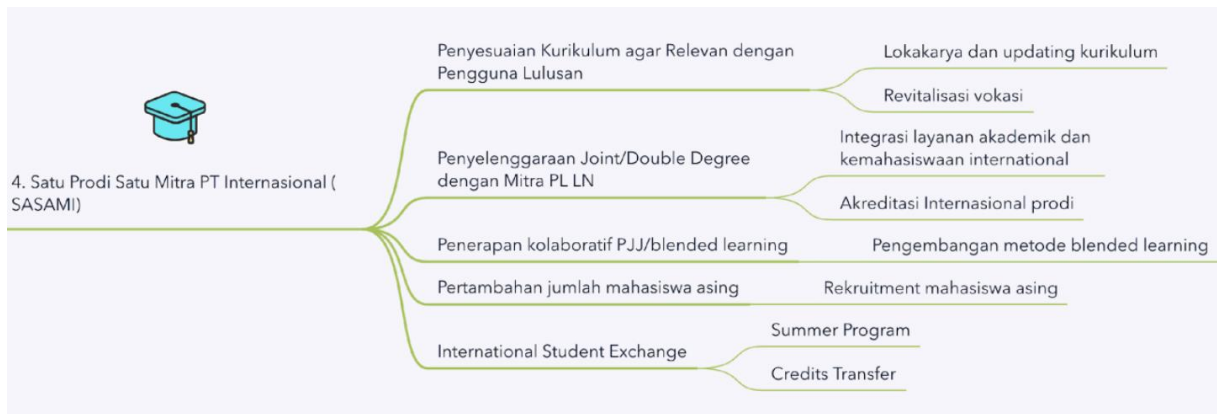 4. Satu Prodi Satu Mitra PT Internasional (
SASAMI)
Penyesuaian Kurikulum agar Relevan dengan
Pengguna Lulusan
Lokakarya dan updating kurikulum
Revitalisasi vokasi
Penyelenggaraan Joint/Double Degree
dengan Mitra PL LN
Integrasi layanan akademik dan
kemahasiswaan international
Akreditasi Internasional prodi
Penerapan kolaboratif PJJ/blended learning
Pengembangan metode blended learning
Pertambahan jumlah mahasiswa asing
Rekruitment mahasiswa asing
International Student Exchange
Summer Program
Credits Transfer